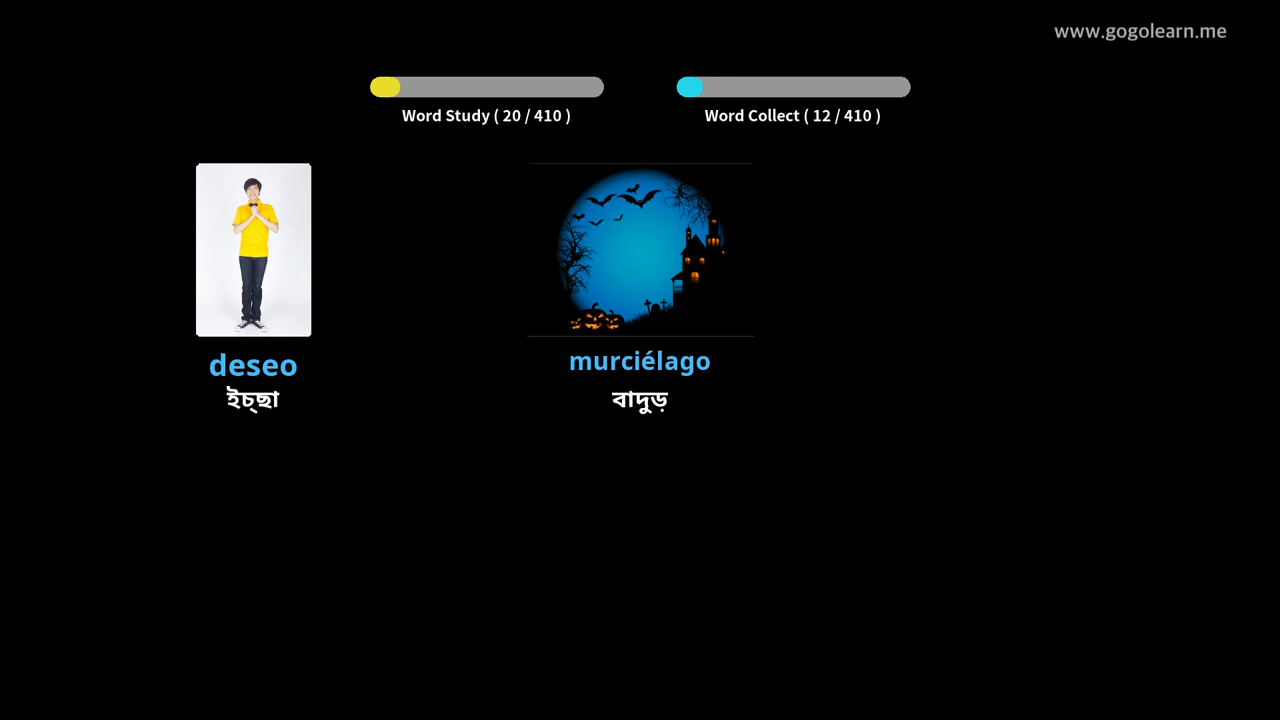 www.gogolearn.me
Word Study ( 20 / 410 )
Word Collect ( 12 / 410 )
deseo
ইচ্ছা
murciélago
বাদুড়